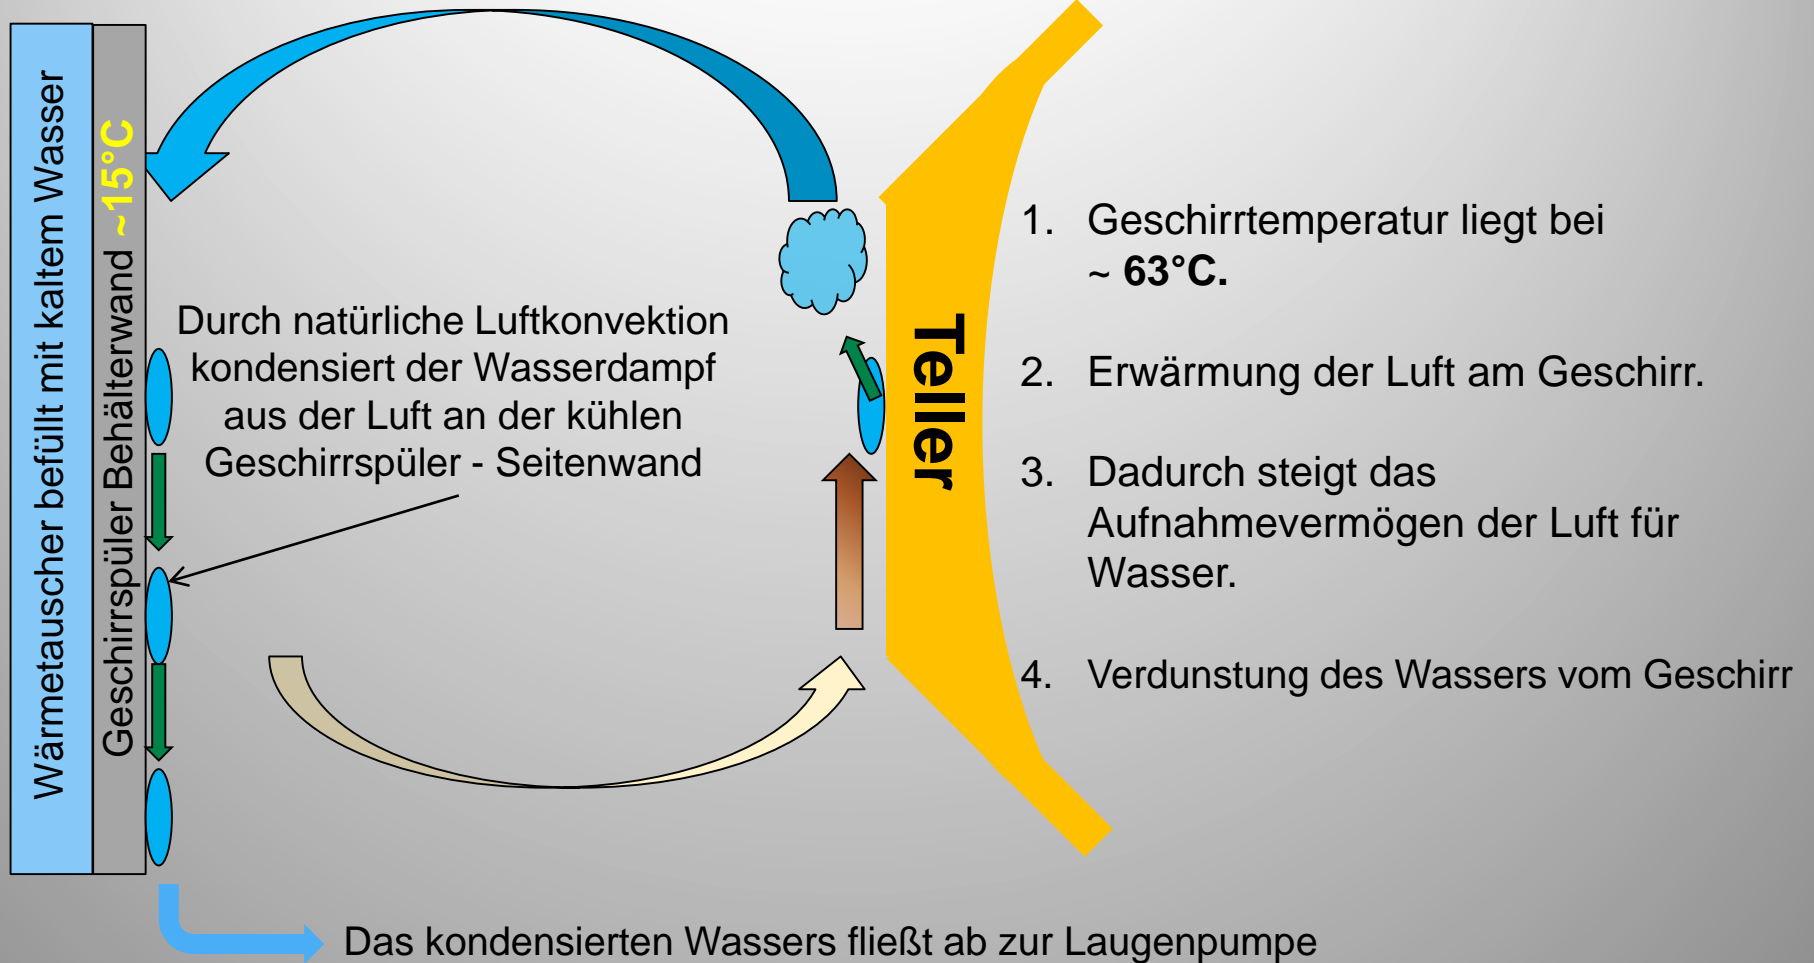 Wärmetauscher befüllt mit kaltem Wasser
Geschirrspüler Behälterwand ~15°C
Durch natürliche Luftkonvektion
kondensiert der Wasserdampf
aus der Luft an der kühlen
Geschirrspüler - Seitenwand
Teller
1. Geschirrtemperatur liegt bei
~ 63°C.
2. Erwärmung der Luft am Geschirr.
3. Dadurch steigt das
Aufnahmevermögen der Luft für
Wasser.
4. Verdunstung des Wassers vom Geschirr
Das kondensierten Wassers fließt ab zur Laugenpumpe